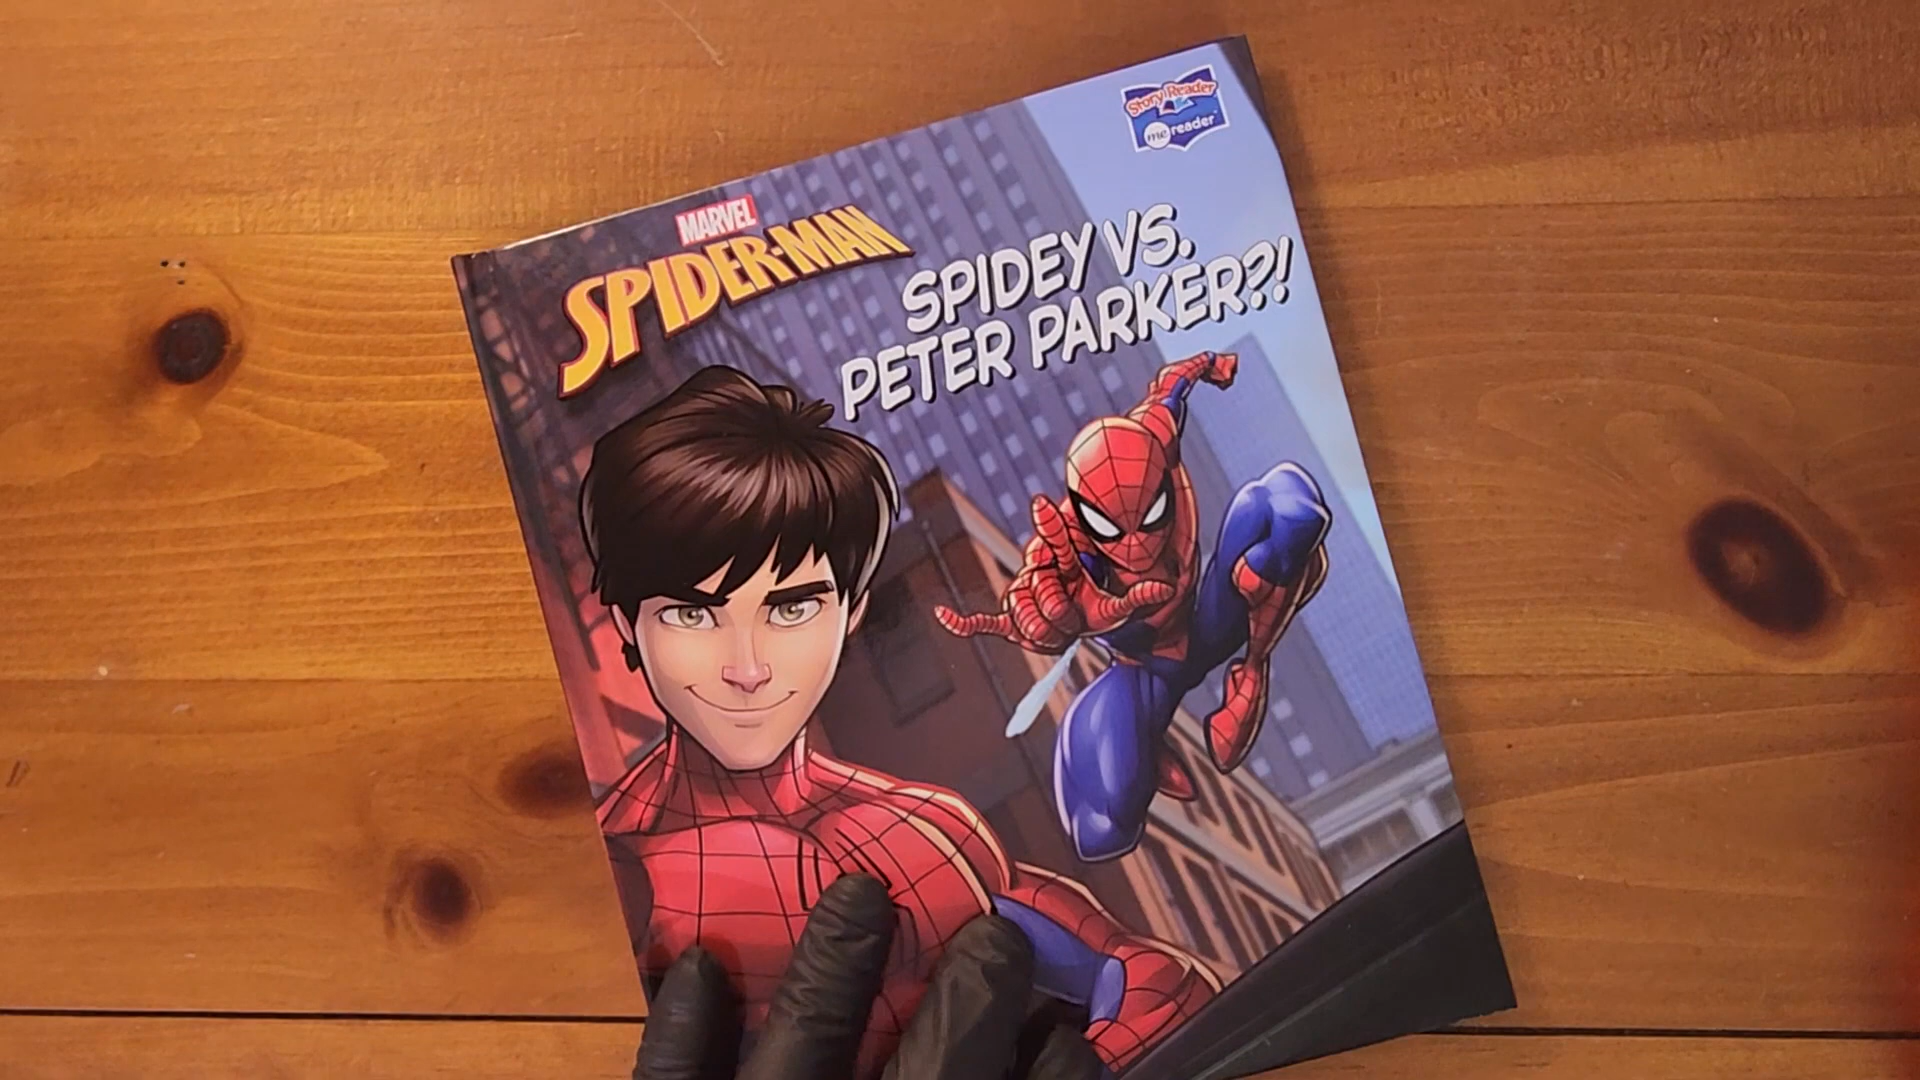 Story Reader
me reader
MARVEL
SPIDER-MAN
SPIDEY VS.
PETER PARKER?!